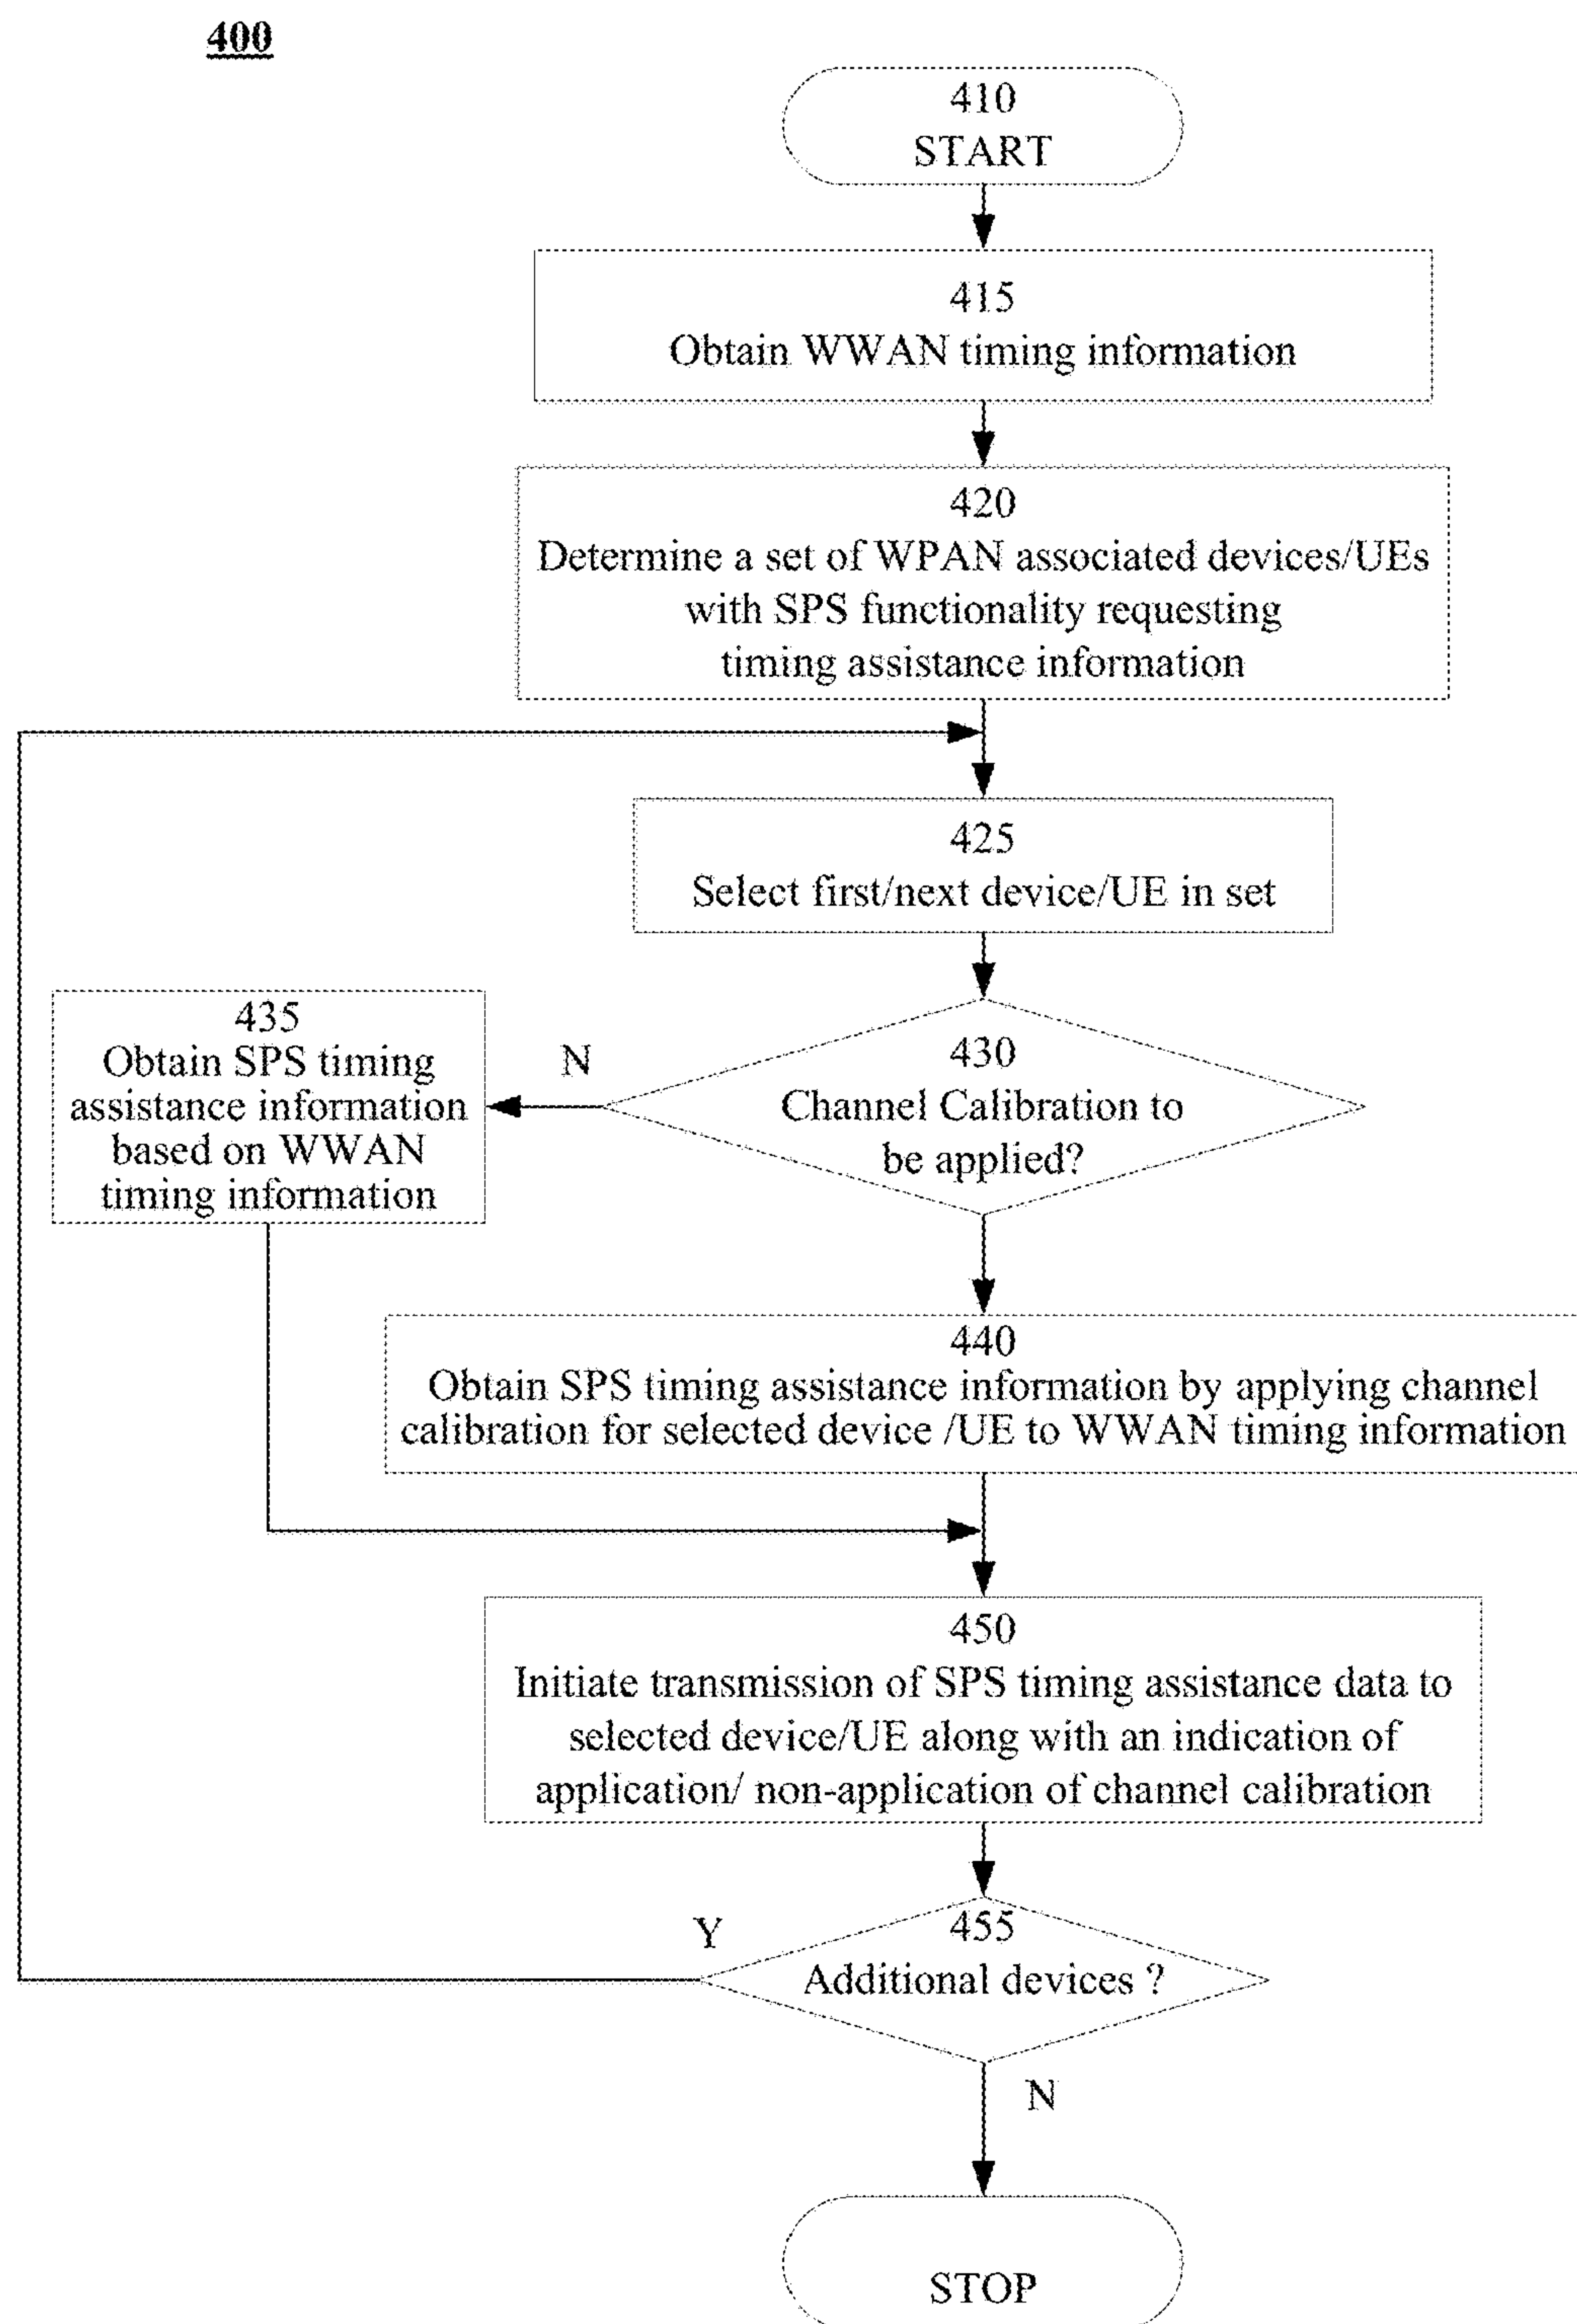 400
410
START
415
Obtain WWAN timing information
420
Determine a set of WPAN associated devices/UEs
with SPS functionality requesting
timing assistance information
425
Select first/next device/UE in set
435
Obtain SPS timing
assistance information
based on WWAN
timing information
N
430
Channel Calibration to
be applied?
440
Obtain SPS timing assistance information by applying channel
calibration for selected device /UE to WWAN timing information
450
Initiate transmission of SPS timing assistance data to
selected device/UE along with an indication of
application/ non-application of channel calibration
Y
455
Additional devices ?
N
STOP